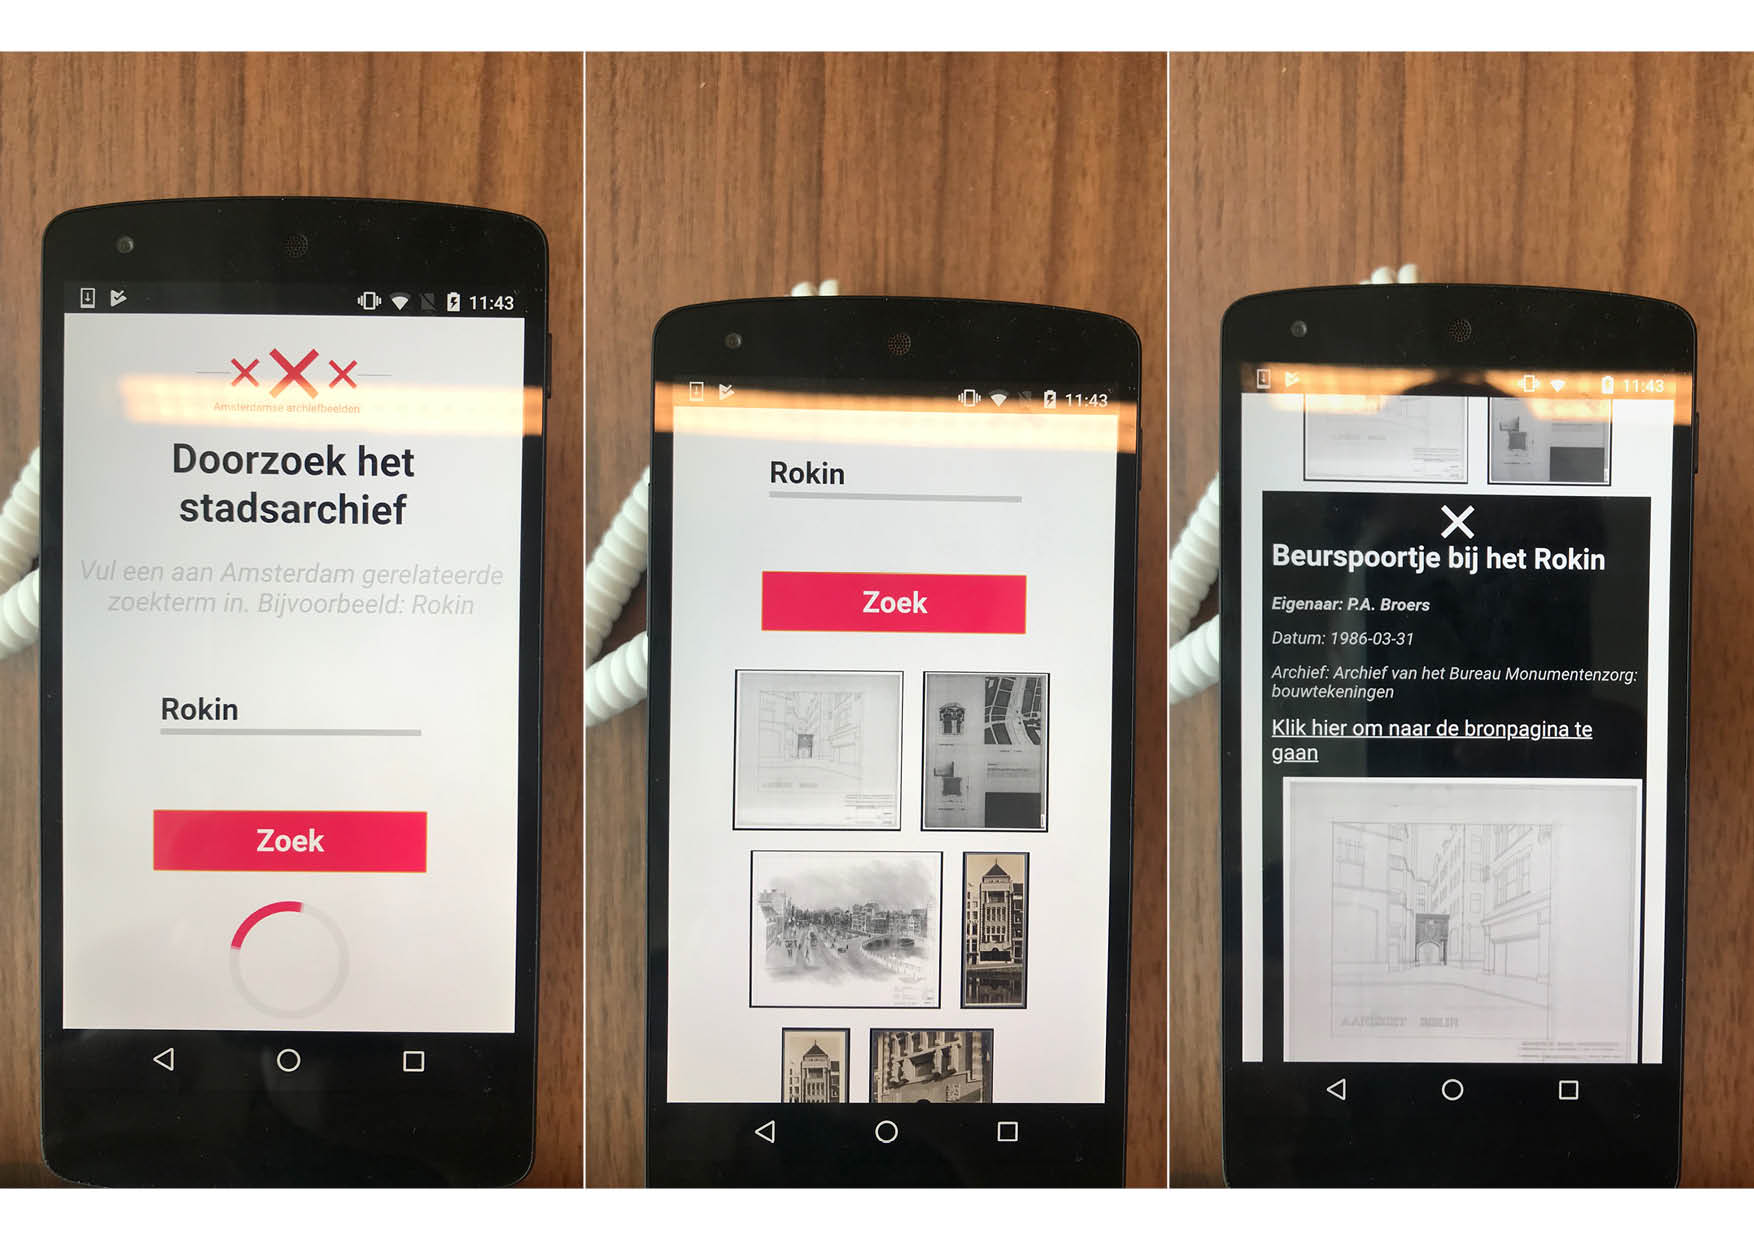 11:43
Amsterdamse archiefbeelden
Doorzoek het
stadsarchief
Vul een aan Amsterdam gerelateerde
zoekterm in. Bijvoorbeeld: Rokin
Rokin
Zoek
11:43
Rokin
Zoek
11:43
Beurspoortje bij het Rokin
Eigenaar: P.A. Broers
Datum: 1986-03-31
Archief: Archief van het Bureau Monumentenzorg:
bouwtekeningen
Klik hier om naar de bronpagina te
gaan